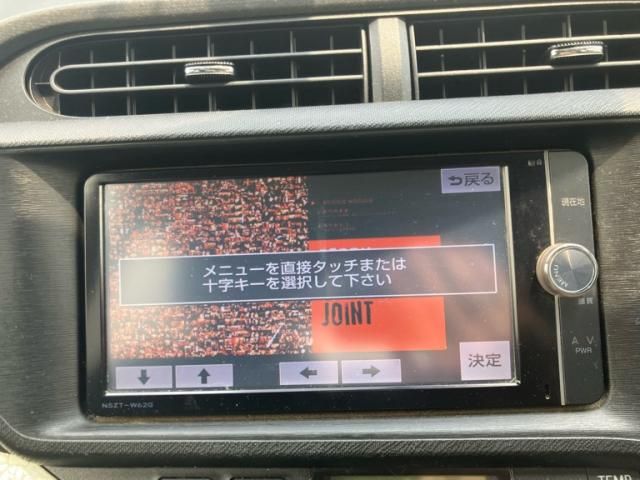 戻る
現在地
メニューを直接タッチまたは
十字キーを選択して下さい
JOINT
決定
A V
PWR
NSZT-W62G
TEMP